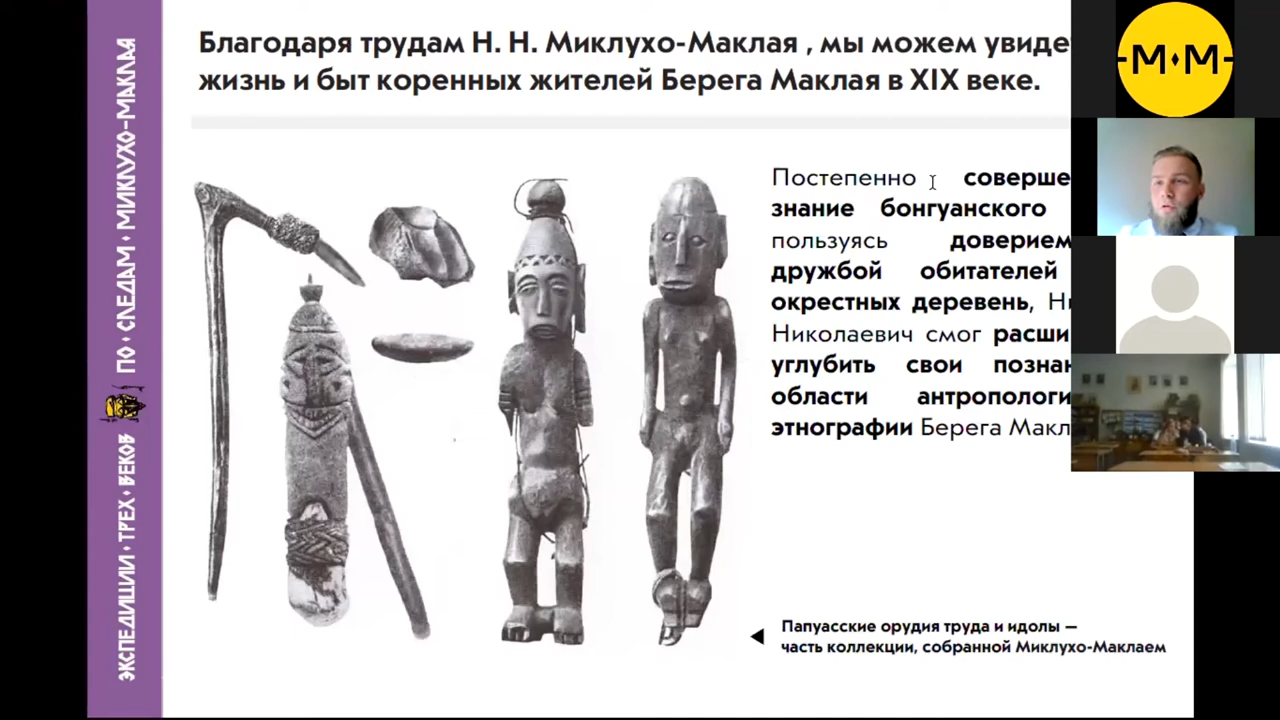 Благодаря трудам Н. Н. Миклухо-Маклая , мы можем увиде
жизнь и быт коренных жителей Берега Маклая в XIX веке.
ЭКСПЕДИЦИИ • ТРЕХ • ВЕКОВ ПО • СЛЕДАМ • МИКЛУХО-МАКЛАЯ
Постепенно соверше
знание бонгуанского
пользуясь доверием
дружбой обитателей
окрестных деревень, Ни
Николаевич смог расши
углубить свои познан
области антропологи
этнографии Берега Макл
Папуасские орудия труда и идолы —
часть коллекции, собранной Миклухо-Маклаем
-М•М-